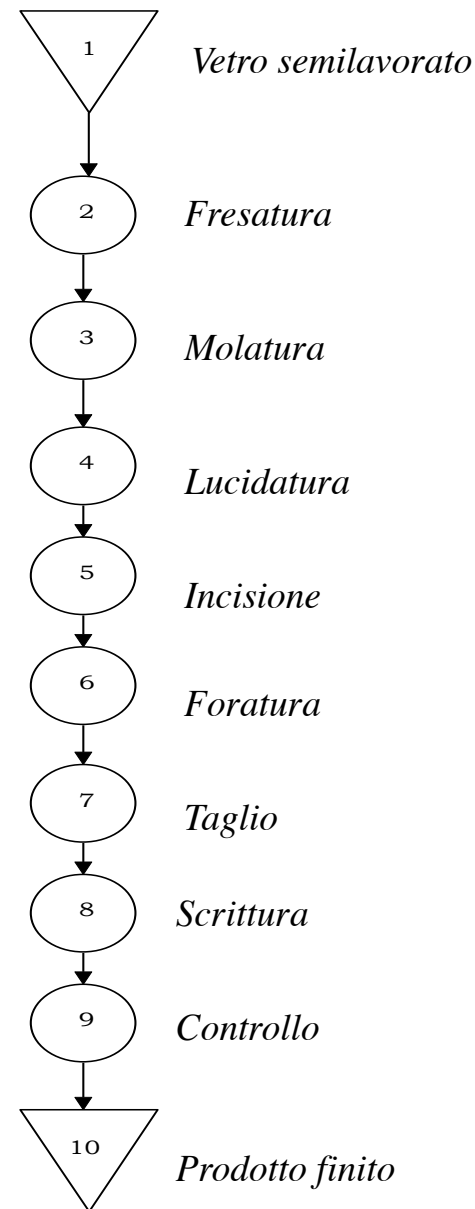 1 Vetro semilavorato
2 Fresatura
3 Molatura
4 Lucidatura
5 Incisione
6 Foratura
7 Taglio
8 Scrittura
9 Controllo
10 Prodotto finito